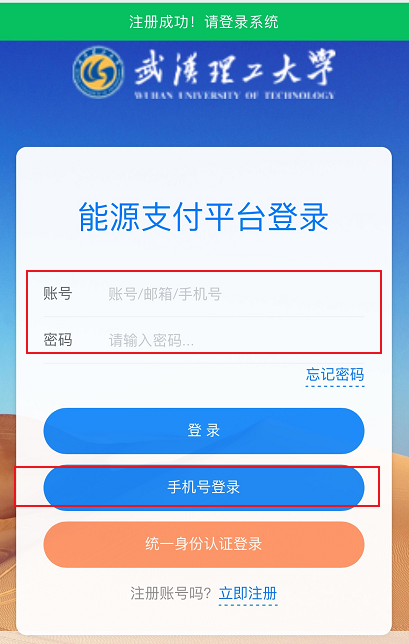 注册成功！请登录系统
武漢理工大學
WUHAN UNIVERSITY OF TECHNOLOGY
能源支付平台登录
账号 账号/邮箱/手机号
密码 请输入密码...
忘记密码
登 录
手机号登录
统一身份认证登录
注册账号吗？立即注册